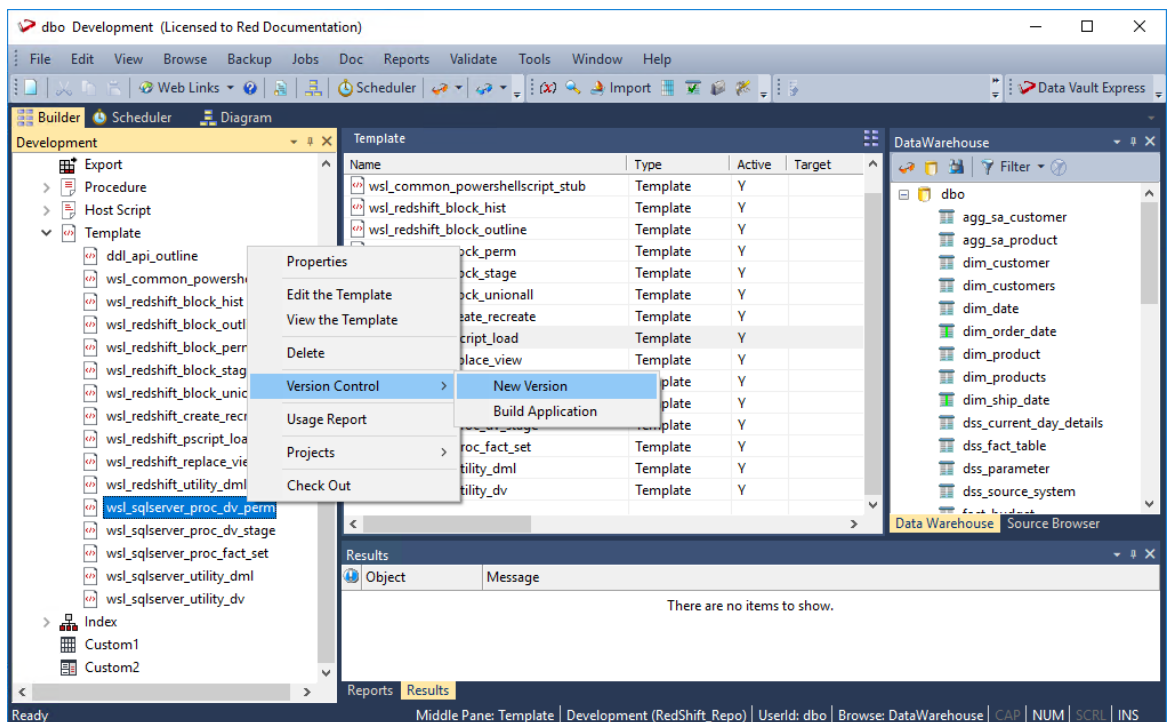 dbo Development (Licensed to Red Documentation)
File Edit View Browse Backup Jobs Doc Reports Validate Tools Window Help
Web Links Scheduler Import Data Vault Express
Builder Scheduler Diagram
Development
Export
Procedure
Host Script
Template
ddl_api_outline
wsl_common_powershe
wsl_redshift_block_hist
wsl_redshift_block_outl
wsl_redshift_block_perr
wsl_redshift_block_stag
wsl_redshift_block_unic
wsl_redshift_create_recr
wsl_redshift_pscript_loa
wsl_redshift_replace_vie
wsl_redshift_utility_dml
wsl_sqlserver_proc_dv_perm
wsl_sqlserver_proc_dv_stage
wsl_sqlserver_proc_fact_set
wsl_sqlserver_utility_dml
wsl_sqlserver_utility_dv
Index
Custom1
Custom2
Properties
Edit the Template
View the Template
Delete
Version Control
Usage Report
Projects
Check Out
New Version
Build Application
Template
Name Type Active Target
wsl_common_powershellscript_stub Template Y
wsl_redshift_block_hist Template Y
wsl_redshift_block_outline Template Y
ock_perm Template Y
ock_stage Template Y
ock_unionall Template Y
eate_recreate Template Y
cript_load Template Y
place_view Template Y
plate Y
plate Y
Template Y
roc_fact_set Template Y
tility_dml Template Y
tility_dv Template Y
Results
Object Message
There are no items to show.
Reports Results
DataWarehouse
Filter
dbo
agg_sa_customer
agg_sa_product
dim_customer
dim_customers
dim_date
dim_order_date
dim_product
dim_products
dim_ship_date
dss_current_day_details
dss_fact_table
dss_parameter
dss_source_system
fact_budget
Data Warehouse Source Browser
Ready Middle Pane: Template Development (RedShift_Repo) UserId: dbo Browse: DataWarehouse CAP NUM SCRL INS